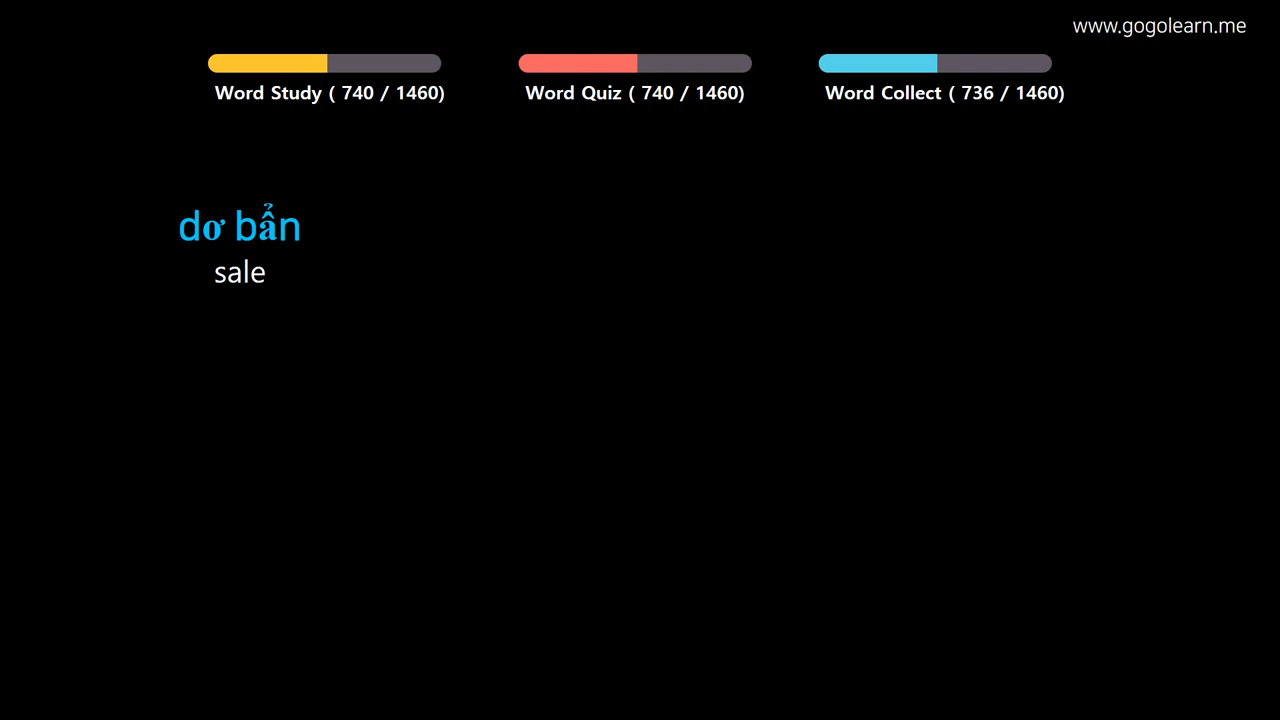 www.gogolearn.me
Word Study ( 740 / 1460)
Word Quiz ( 740 / 1460)
Word Collect ( 736 / 1460)
dơ bẩn
sale